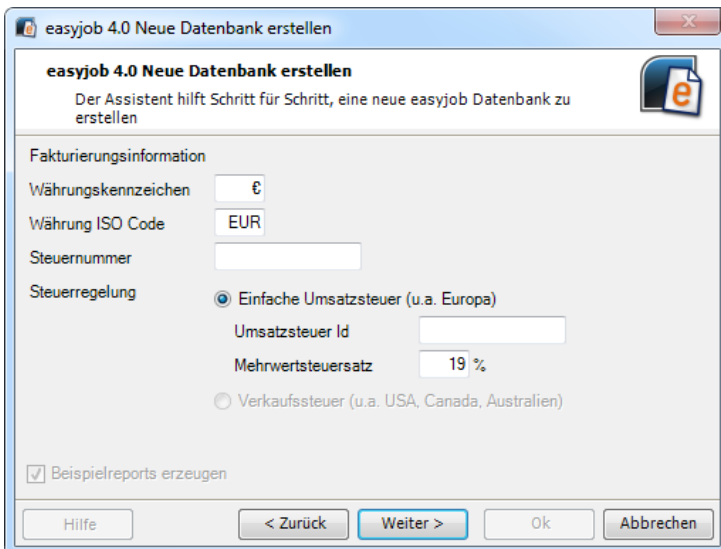 easyjob 4.0 Neue Datenbank erstellen
easyjob 4.0 Neue Datenbank erstellen
Der Assistent hilft Schritt für Schritt, eine neue easyjob Datenbank zu
erstellen
Fakturierungsinformation
Währungskennzeichen €
Währung ISO Code EUR
Steuernummer
Steuerregelung Einfache Umsatzsteuer (u.a. Europa)
Umsatzsteuer Id
Mehrwertsteuersatz 19 %
Verkaufssteuer (u.a. USA, Canada, Australien)
Beispielreports erzeugen
Hilfe < Zurück Weiter > Ok Abbrechen